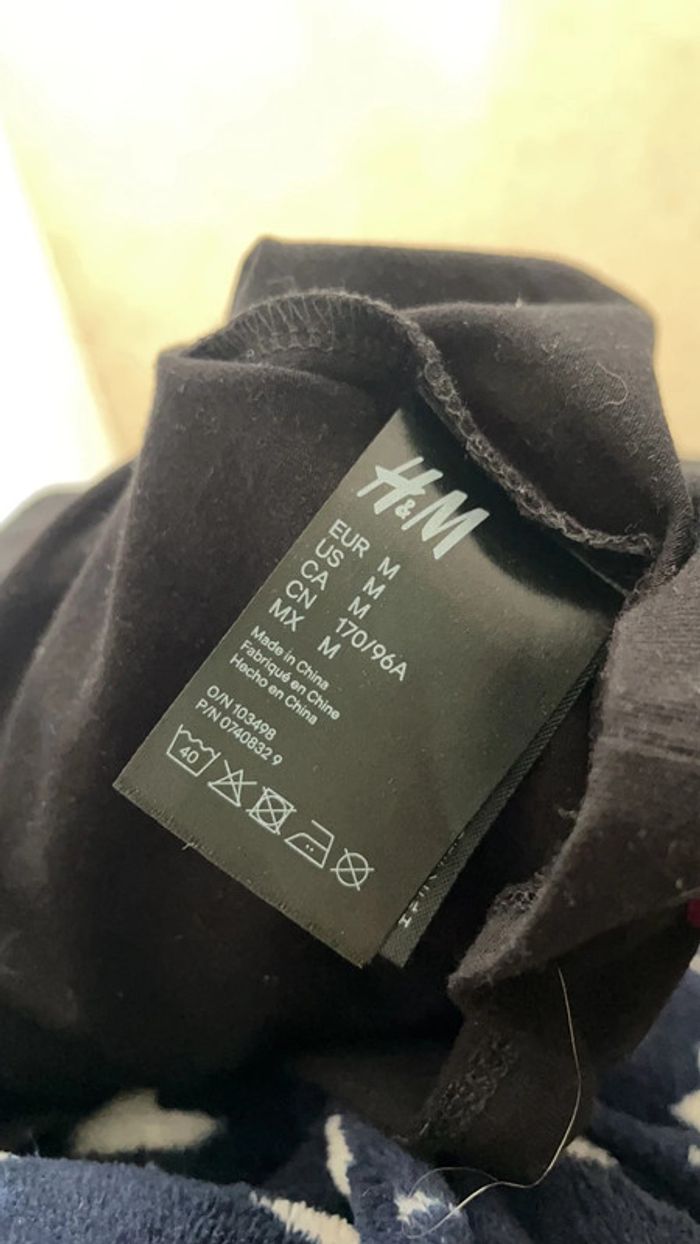 H&M
EUR M
US M
CA M
CN 170/96A
MX M
Made in China
Fabriqué en Chine
Hecho en China
O/N 103498
P/N 0740832 9
40